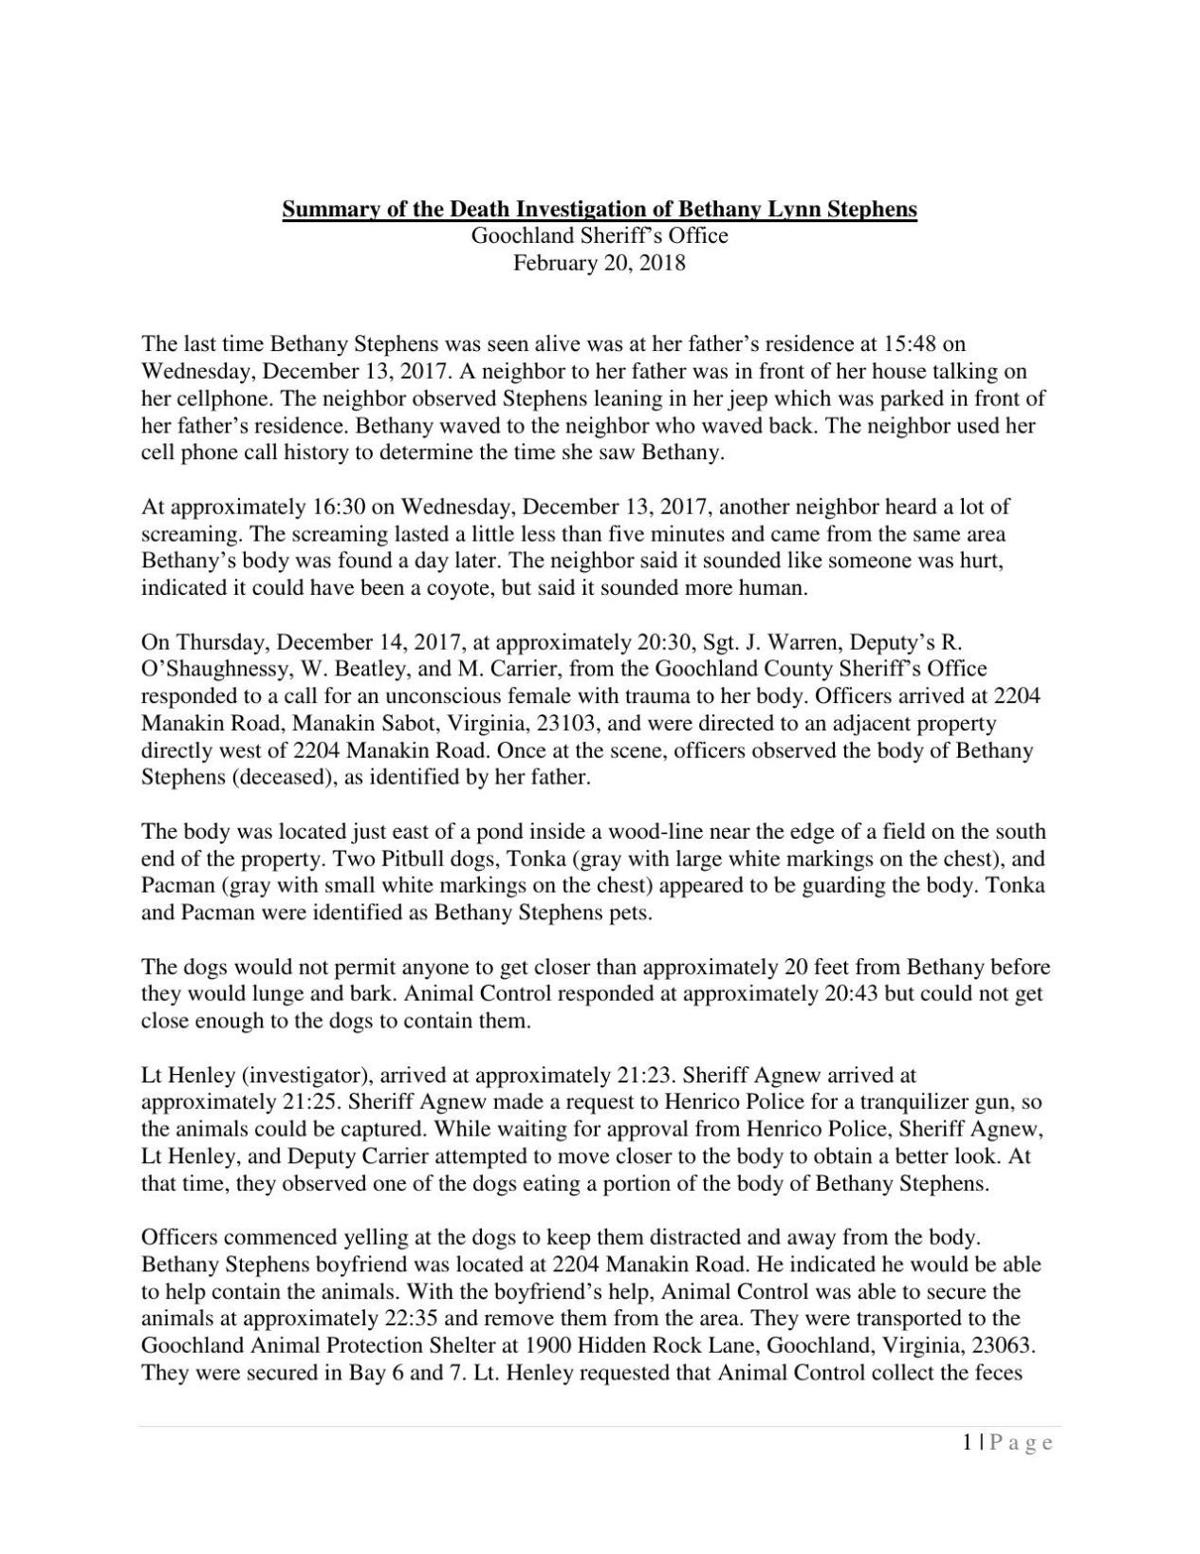 Summary of the Death Investigation of Bethany Lynn Stephens
Goochland Sheriff’s Office
February 20, 2018
The last time Bethany Stephens was seen alive was at her father’s residence at 15:48 on
Wednesday, December 13, 2017. A neighbor to her father was in front of her house talking on
her cellphone. The neighbor observed Stephens leaning in her jeep which was parked in front of
her father’s residence. Bethany waved to the neighbor who waved back. The neighbor used her
cell phone call history to determine the time she saw Bethany.
At approximately 16:30 on Wednesday, December 13, 2017, another neighbor heard a lot of
screaming. The screaming lasted a little less than five minutes and came from the same area
Bethany’s body was found a day later. The neighbor said it sounded like someone was hurt,
indicated it could have been a coyote, but said it sounded more human.
On Thursday, December 14, 2017, at approximately 20:30, Sgt. J. Warren, Deputy’s R.
O’Shaughnessy, W. Beatley, and M. Carrier, from the Goochland County Sheriff’s Office
responded to a call for an unconscious female with trauma to her body. Officers arrived at 2204
Manakin Road, Manakin Sabot, Virginia, 23103, and were directed to an adjacent property
directly west of 2204 Manakin Road. Once at the scene, officers observed the body of Bethany
Stephens (deceased), as identified by her father.
The body was located just east of a pond inside a wood-line near the edge of a field on the south
end of the property. Two Pitbull dogs, Tonka (gray with large white markings on the chest), and
Pacman (gray with small white markings on the chest) appeared to be guarding the body. Tonka
and Pacman were identified as Bethany Stephens pets.
The dogs would not permit anyone to get closer than approximately 20 feet from Bethany before
they would lunge and bark. Animal Control responded at approximately 20:43 but could not get
close enough to the dogs to contain them.
Lt Henley (investigator), arrived at approximately 21:23. Sheriff Agnew arrived at
approximately 21:25. Sheriff Agnew made a request to Henrico Police for a tranquilizer gun, so
the animals could be captured. While waiting for approval from Henrico Police, Sheriff Agnew,
Lt Henley, and Deputy Carrier attempted to move closer to the body to obtain a better look. At
that time, they observed one of the dogs eating a portion of the body of Bethany Stephens.
Officers commenced yelling at the dogs to keep them distracted and away from the body.
Bethany Stephens boyfriend was located at 2204 Manakin Road. He indicated he would be able
to help contain the animals. With the boyfriend’s help, Animal Control was able to secure the
animals at approximately 22:35 and remove them from the area. They were transported to the
Goochland Animal Protection Shelter at 1900 Hidden Rock Lane, Goochland, Virginia, 23063.
They were secured in Bay 6 and 7. Lt. Henley requested that Animal Control collect the feces
1 | P a g e